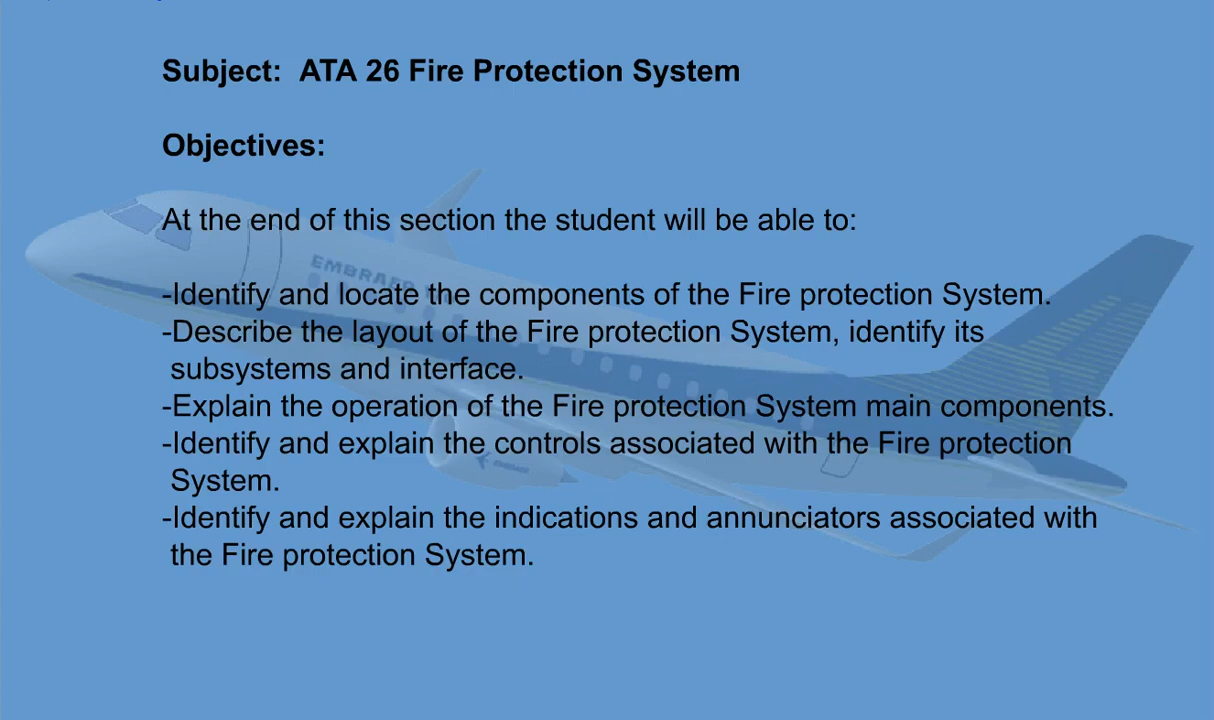 Subject: ATA 26 Fire Protection System
Objectives:
At the end of this section the student will be able to:
EMBRAER
-Identify and locate the components of the Fire protection System.
-Describe the layout of the Fire protection System, identify its
subsystems and interface.
-Explain the operation of the Fire protection System main components.
-Identify and explain the controls associated with the Fire protection
System.
-Identify and explain the indications and annunciators associated with
the Fire protection System.